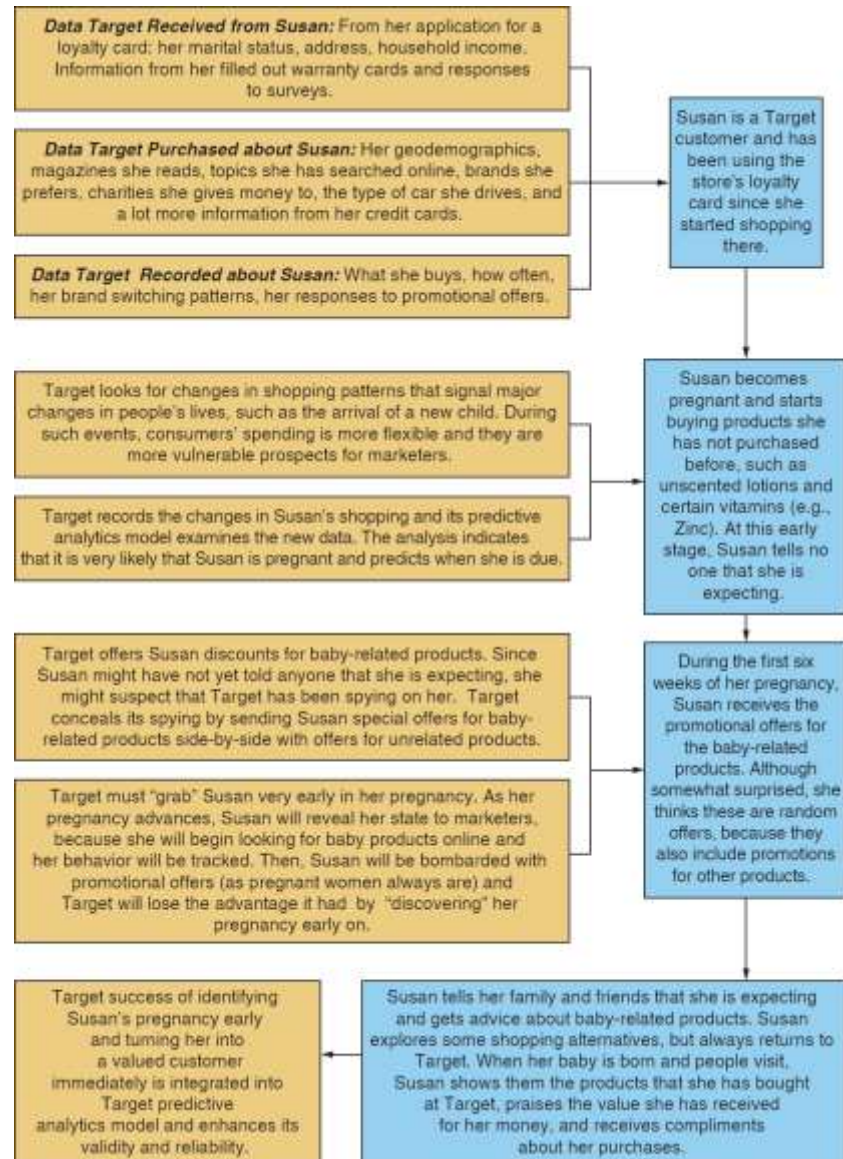 Data Target Received from Susan: From her application for a
loyalty card: her marital status, address, household income.
Information from her filled out warranty cards and responses
to surveys.
Data Target Purchased about Susan: Her geodemographics,
magazines she reads, topics she has searched online, brands she
prefers, charities she gives money to, the type of car she drives, and
a lot more information from her credit cards.
Data Target Recorded about Susan: What she buys, how often,
her brand switching patterns, her responses to promotional offers.
Susan is a Target
customer and has
been using the
store's loyalty
card since she
started shopping
there.
Target looks for changes in shopping patterns that signal major
changes in people's lives, such as the arrival of a new child. During
such events, consumers' spending is more flexible and they are
more vulnerable prospects for marketers.
Target records the changes in Susan's shopping and its predictive
analytics model examines the new data. The analysis indicates
that it is very likely that Susan is pregnant and predicts when she is due.
Susan becomes
pregnant and starts
buying products she
has not purchased
before, such as
unscented lotions and
certain vitamins (e.g.,
Zinc). At this early
stage, Susan tells no
one that she is
expecting.
Target offers Susan discounts for baby-related products. Since
Susan might have not yet told anyone that she is expecting, she
might suspect that Target has been spying on her. Target
conceals its spying by sending Susan special offers for baby-
related products side-by-side with offers for unrelated products.
Target must "grab" Susan very early in her pregnancy. As her
pregnancy advances, Susan will reveal her state to marketers,
because she will begin looking for baby products online and
her behavior will be tracked. Then, Susan will be bombarded with
promotional offers (as pregnant women always are) and
Target will lose the advantage it had by "discovering" her
pregnancy early on.
During the first six
weeks of her pregnancy,
Susan receives the
promotional offers for
the baby-related
products. Although
somewhat surprised, she
thinks these are random
offers, because they
also include promotions
for other products.
Target success of identifying
Susan's pregnancy early
and turning her into
a valued customer
immediately is integrated into
Target predictive
analytics model and enhances its
validity and reliability.
Susan tells her family and friends that she is expecting
and gets advice about baby-related products. Susan
explores some shopping alternatives, but always returns to
Target. When her baby is born and people visit,
Susan shows them the products that she has bought
at Target, praises the value she has received
for her money, and receives compliments
about her purchases.